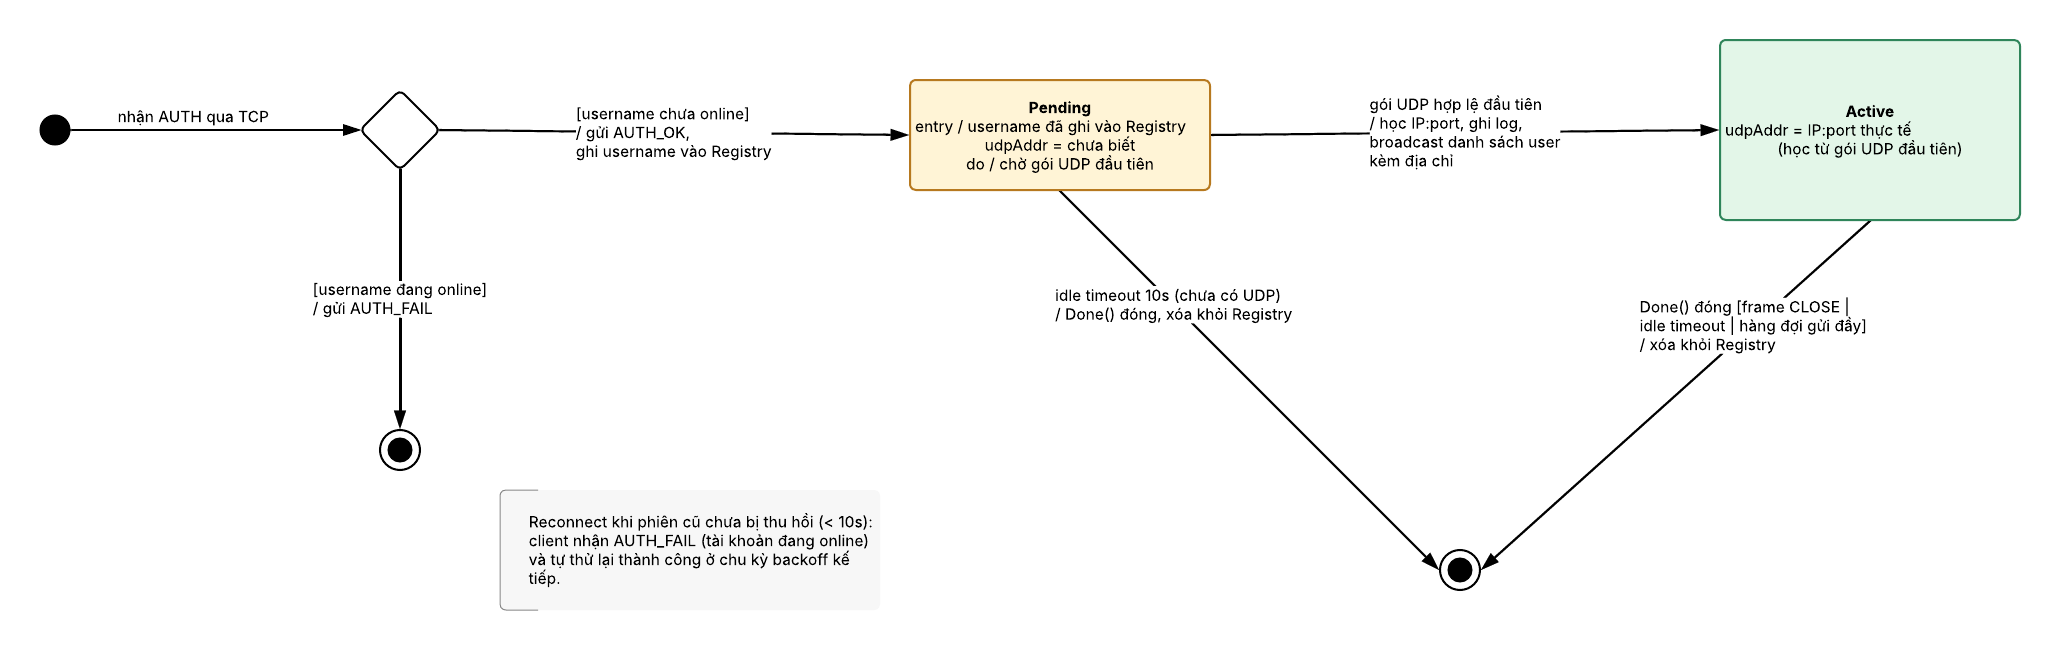 nhận AUTH qua TCP
[username chưa online]
/ gửi AUTH_OK,
ghi username vào Registry
Pending
entry / username đã ghi vào Registry
udpAddr = chưa biết
do / chờ gói UDP đầu tiên
gói UDP hợp lệ đầu tiên
/ học IP:port, ghi log,
broadcast danh sách user
kèm địa chỉ
Active
udpAddr = IP:port thực tế
(học từ gói UDP đầu tiên)
[username đang online]
/ gửi AUTH_FAIL
idle timeout 10s (chưa có UDP)
/ Done() đóng, xóa khỏi Registry
Done() đóng [frame CLOSE |
idle timeout | hàng đợi gửi đầy]
/ xóa khỏi Registry
Reconnect khi phiên cũ chưa bị thu hồi (< 10s):
client nhận AUTH_FAIL (tài khoản đang online)
và tự thử lại thành công ở chu kỳ backoff kế
tiếp.